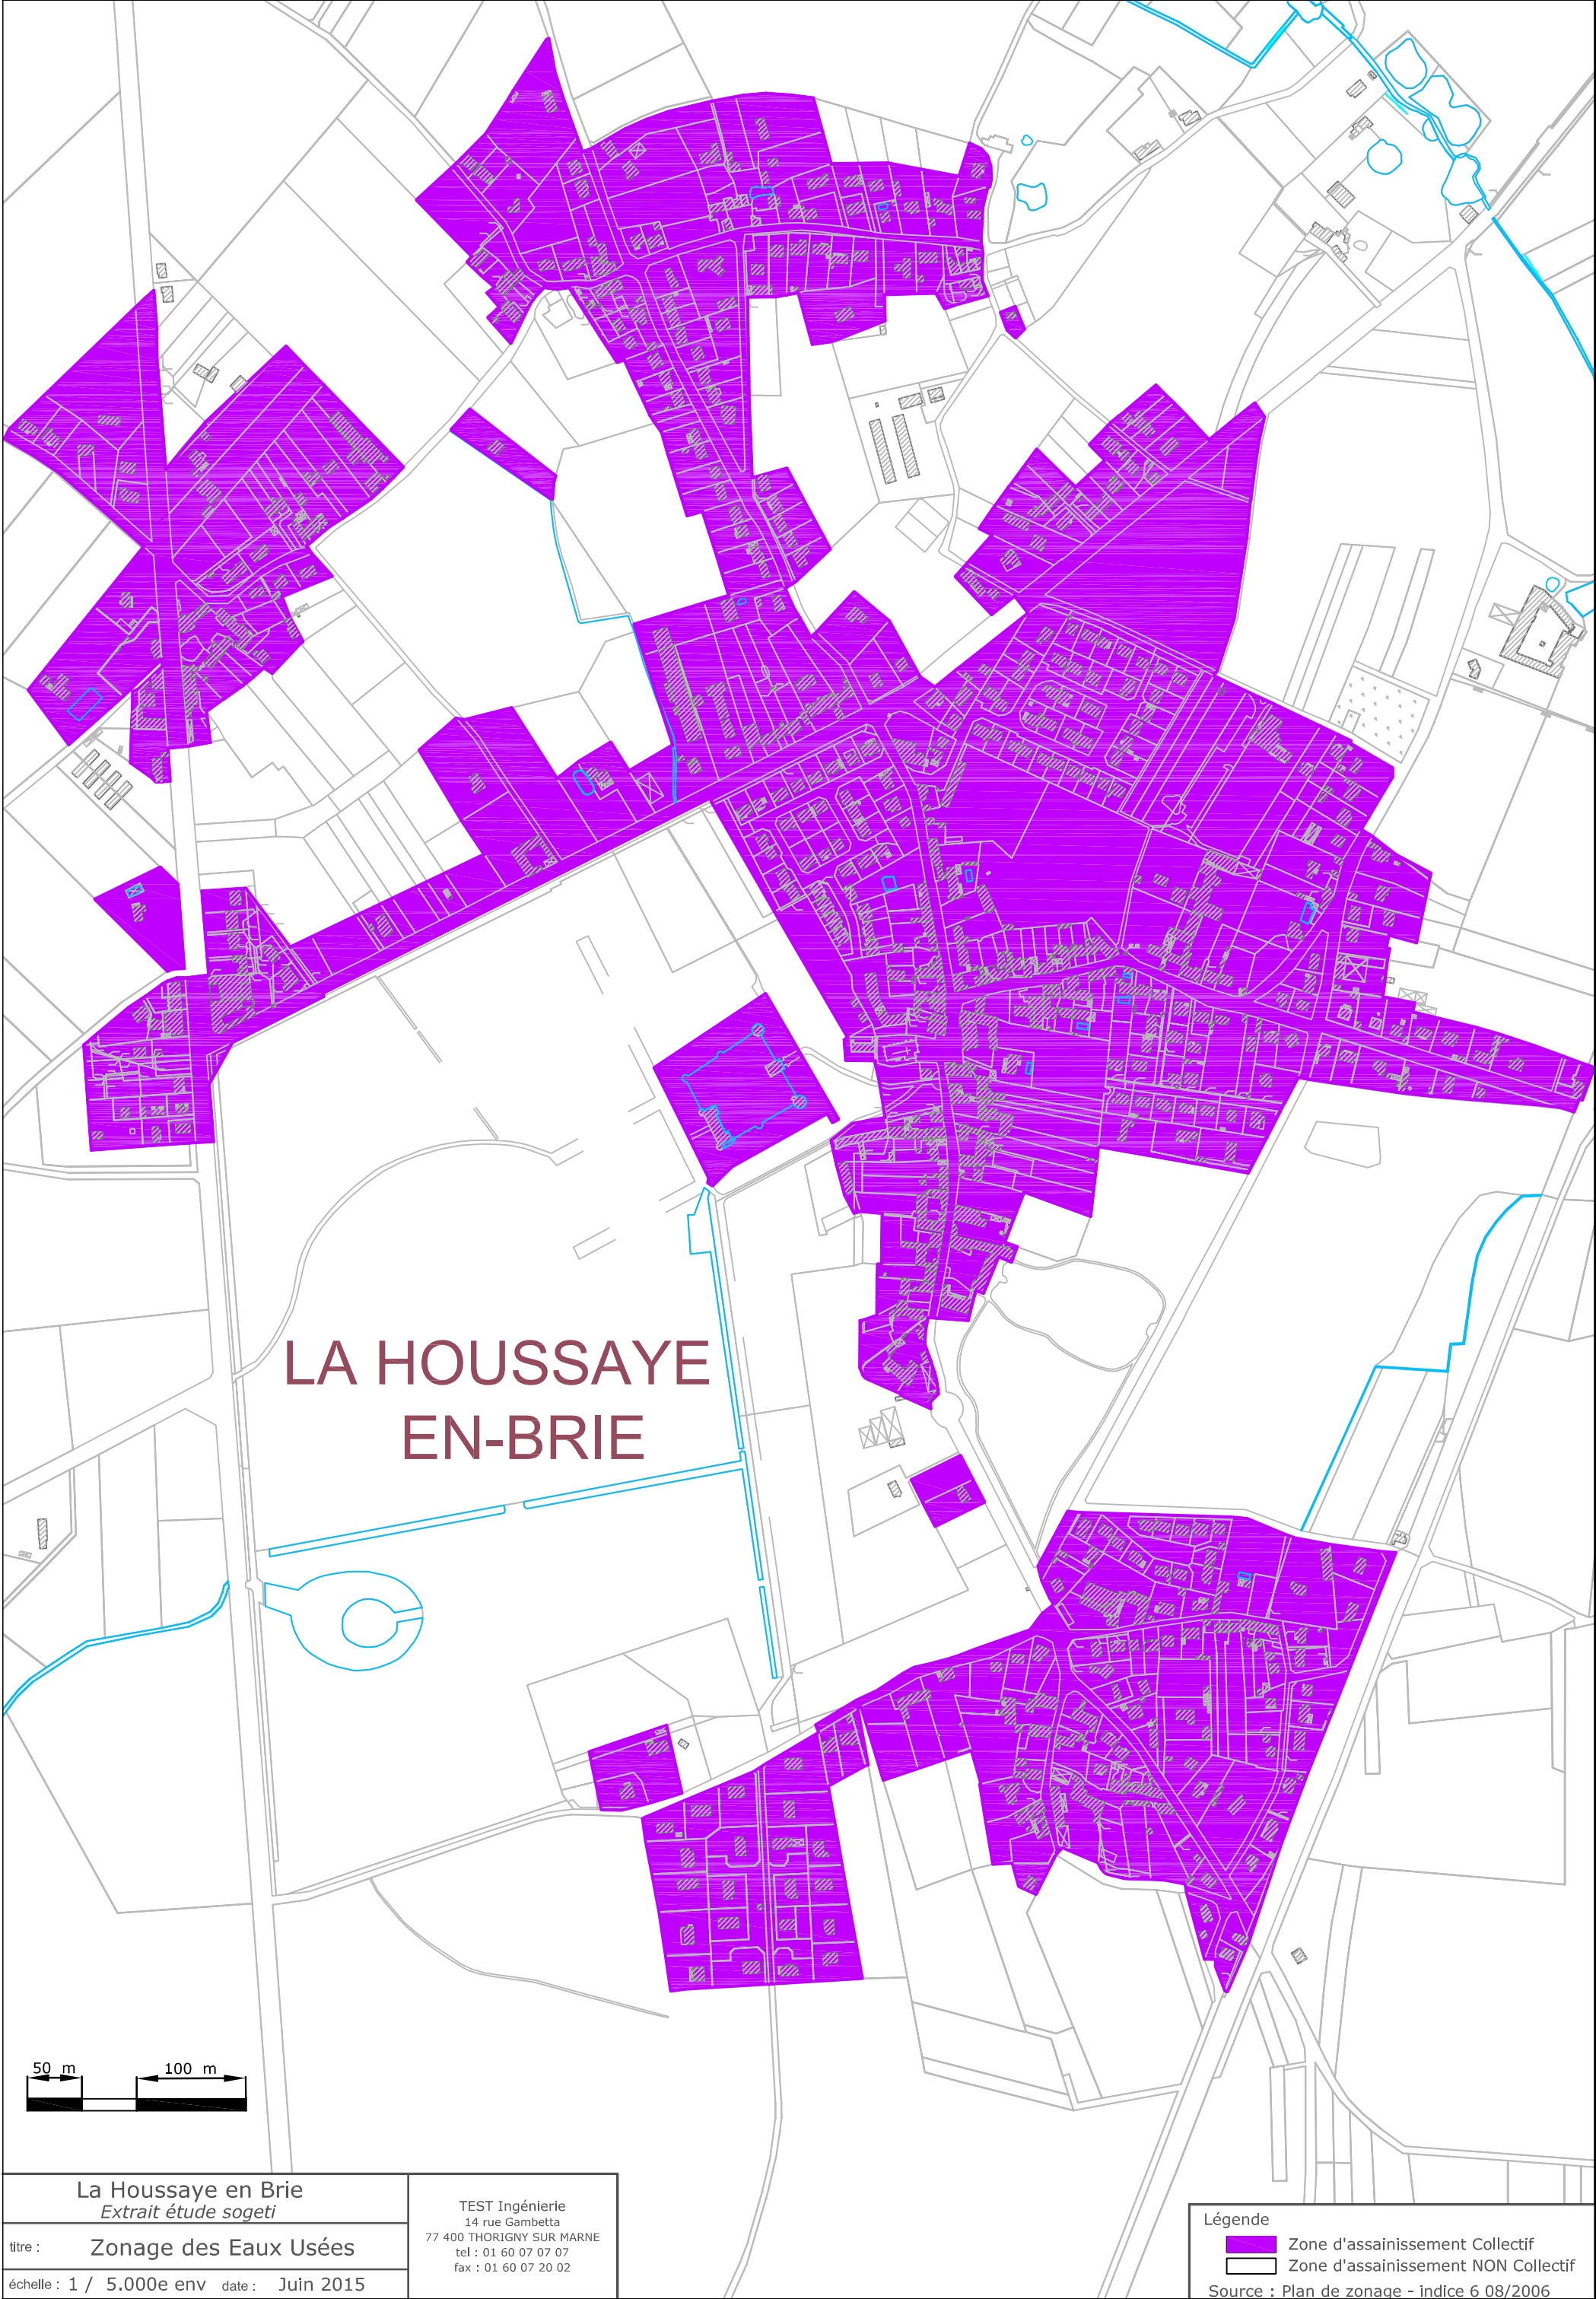 LA HOUSSAYE
EN-BRIE
50 m
100 m
La Houssaye en Brie
Extrait étude sogeti
titre : Zonage des Eaux Usées
échelle : 1 / 5.000e env date : Juin 2015
TEST Ingénierie
14 rue Gambetta
77 400 THORIGNY SUR MARNE
tel : 01 60 07 07 07
fax : 01 60 07 20 02
Légende
Zone d'assainissement Collectif
Zone d'assainissement NON Collectif
Source : Plan de zonage - indice 6 08/2006